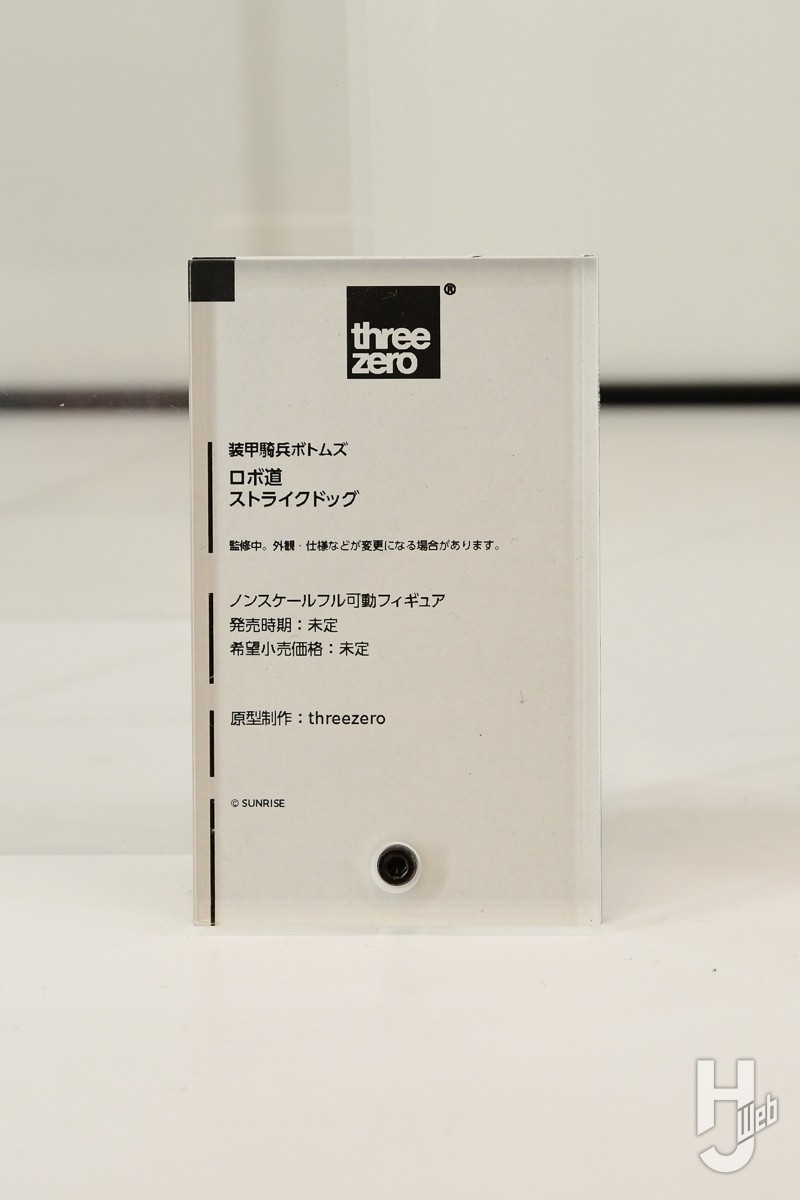 three
zero
®
装甲騎兵ボトムズ
ロボ道
ストライクドッグ
監修中。外観・仕様などが変更になる場合があります。
ノンスケールフル可動フィギュア
発売時期：未定
希望小売価格：未定
原型制作：threezero
© SUNRISE
HJ Web